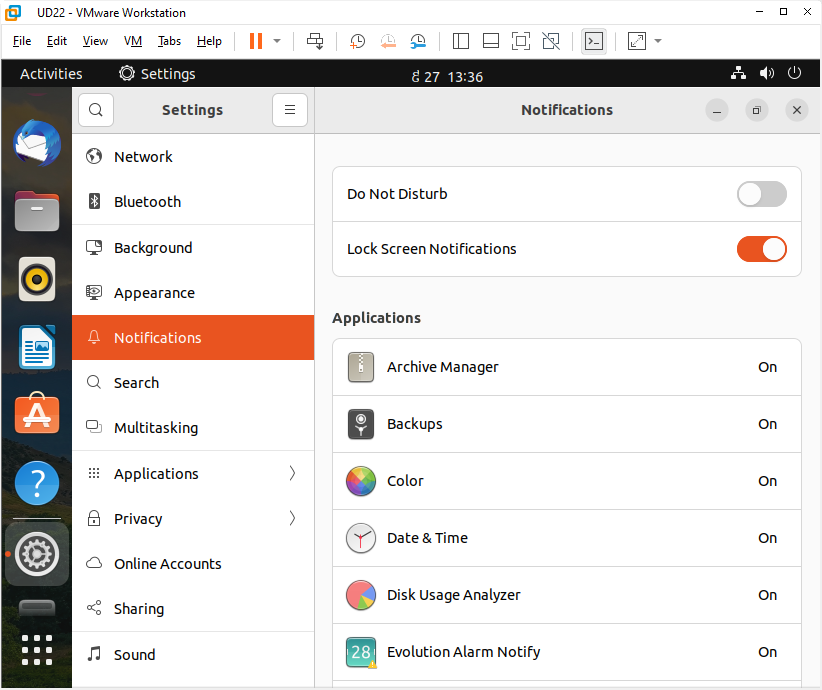 UD22 - VMware Workstation
File Edit View VM Tabs Help
Activities Settings 27 13:36
Settings
Notifications
Network
Bluetooth
Background
Appearance
Notifications
Search
Multitasking
Applications
Privacy
Online Accounts
Sharing
Sound
Do Not Disturb
Lock Screen Notifications
Applications
Archive Manager On
Backups On
Color On
Date & Time On
Disk Usage Analyzer On
28 Evolution Alarm Notify On